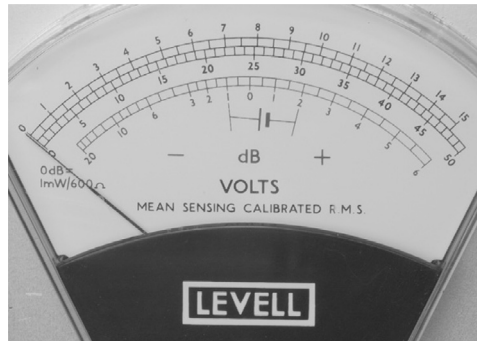 0 1 2 3 4 5 6 7 8 9 10 11 12 13 14 15
0 5 10 15 20 25 30 35 40 45 50
20 10 6 3 2 1 0 1 2 3 4 5 6
− dB +
0dB=
1mW/600Ω
VOLTS
MEAN SENSING CALIBRATED R.M.S.
LEVELL